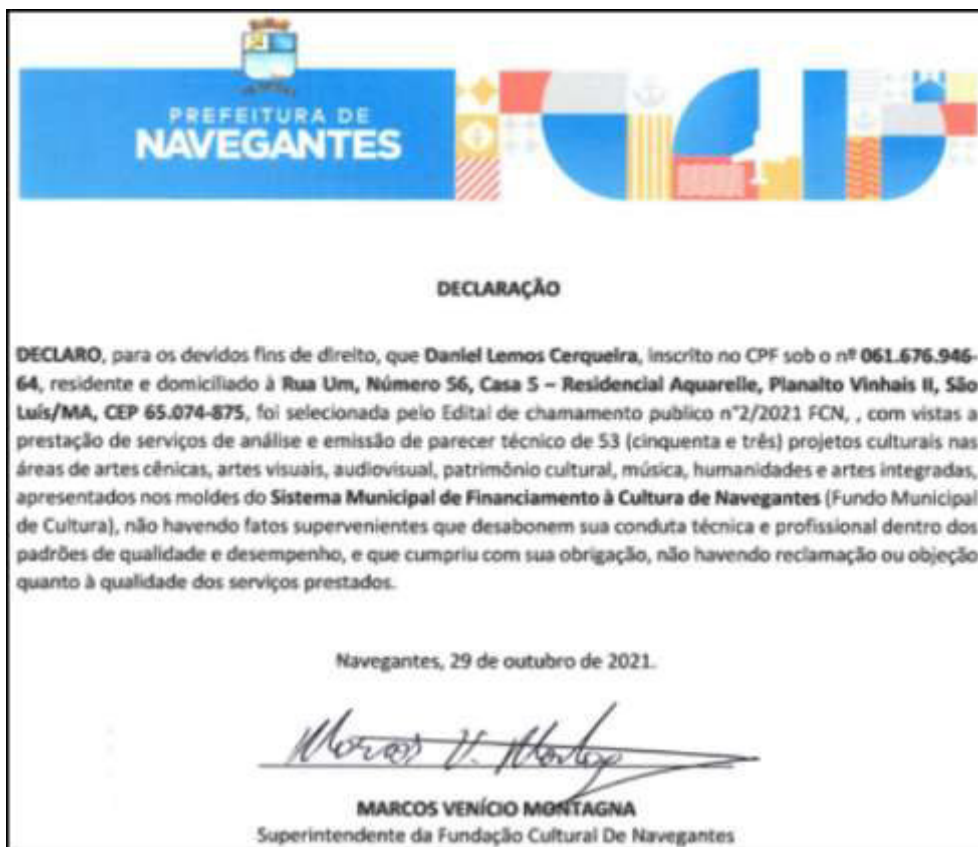 PREFEITURA DE
NAVEGANTES
DECLARAÇÃO
DECLARO, para os devidos fins de direito, que Daniel Lemos Cerqueira, inscrito no CPF sob o nº 061.676.946-
64, residente e domiciliado à Rua Um, Número 56, Casa 5 – Residencial Aquarelle, Planalto Vinhais II, São
Luís/MA, CEP 65.074-875, foi selecionada pelo Edital de chamamento publico n°2/2021 FCN, , com vistas a
prestação de serviços de análise e emissão de parecer técnico de 53 (cinquenta e três) projetos culturais nas
áreas de artes cênicas, artes visuais, audiovisual, patrimônio cultural, música, humanidades e artes integradas,
apresentados nos moldes do Sistema Municipal de Financiamento à Cultura de Navegantes (Fundo Municipal
de Cultura), não havendo fatos supervenientes que desabonem sua conduta técnica e profissional dentro dos
padrões de qualidade e desempenho, e que cumpriu com sua obrigação, não havendo reclamação ou objeção
quanto à qualidade dos serviços prestados.
Navegantes, 29 de outubro de 2021.
Marcos V. Montag
MARCOS VENÍCIO MONTAGNA
Superintendente da Fundação Cultural De Navegantes